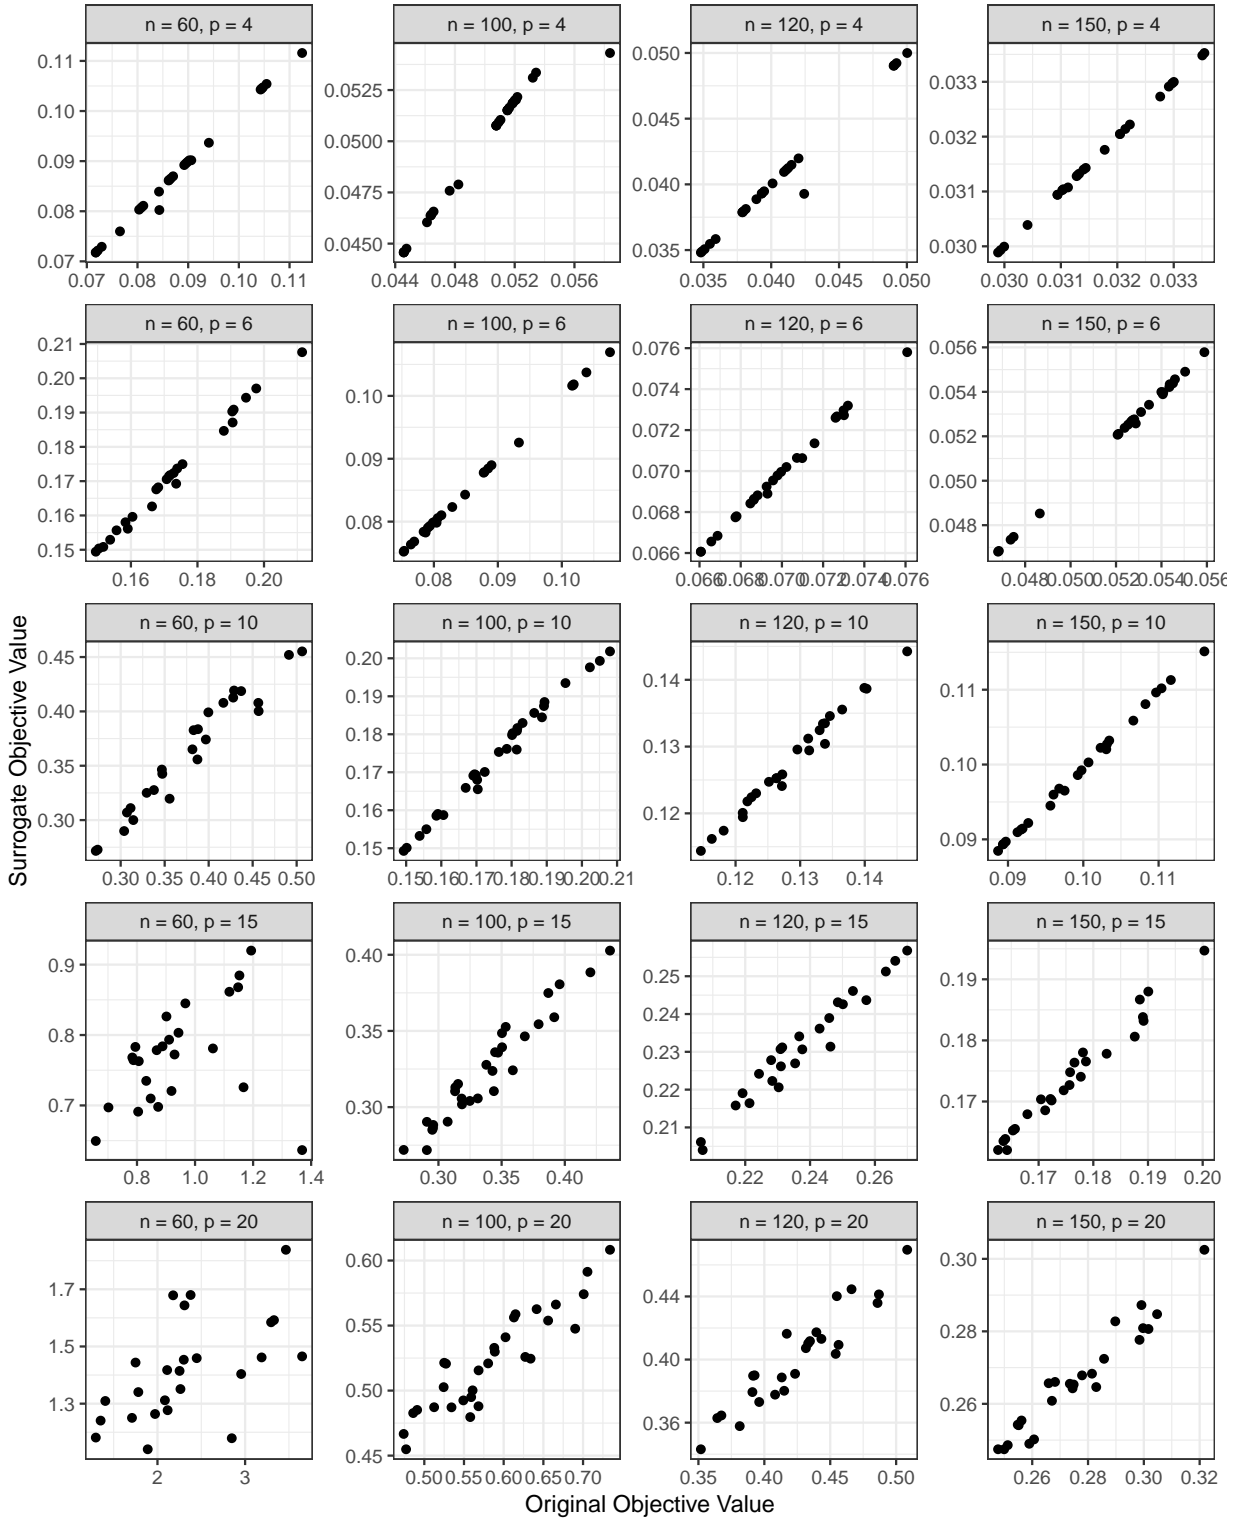 n = 60, p = 4
n = 100, p = 4
n = 120, p = 4
n = 150, p = 4
0.11
0.10
0.09
0.08
0.07
0.0525
0.0500
0.0475
0.0450
0.050
0.045
0.040
0.035
0.033
0.032
0.031
0.030
0.07 0.08 0.09 0.10 0.11
0.044 0.048 0.052 0.056
0.035 0.040 0.045 0.050
0.030 0.031 0.032 0.033
n = 60, p = 6
n = 100, p = 6
n = 120, p = 6
n = 150, p = 6
0.21
0.20
0.19
0.18
0.17
0.16
0.15
0.10
0.09
0.08
0.076
0.074
0.072
0.070
0.068
0.066
0.056
0.054
0.052
0.050
0.048
0.16 0.18 0.20
0.08 0.09 0.10
0.066 0.068 0.070 0.072 0.074 0.076
0.048 0.050 0.052 0.054 0.056
n = 60, p = 10
n = 100, p = 10
n = 120, p = 10
n = 150, p = 10
Surrogate Objective Value
0.45
0.40
0.35
0.30
0.20
0.19
0.18
0.17
0.16
0.15
0.14
0.13
0.12
0.11
0.10
0.09
0.30 0.35 0.40 0.45 0.50
0.15 0.16 0.17 0.18 0.19 0.20 0.21
0.12 0.13 0.14
0.09 0.10 0.11
n = 60, p = 15
n = 100, p = 15
n = 120, p = 15
n = 150, p = 15
0.9
0.8
0.7
0.40
0.35
0.30
0.25
0.24
0.23
0.22
0.21
0.19
0.18
0.17
0.8 1.0 1.2 1.4
0.30 0.35 0.40
0.22 0.24 0.26
0.17 0.18 0.19 0.20
n = 60, p = 20
n = 100, p = 20
n = 120, p = 20
n = 150, p = 20
1.7
1.5
1.3
0.60
0.55
0.50
0.45
0.44
0.40
0.36
0.30
0.28
0.26
2 3
0.50 0.55 0.60 0.65 0.70
0.35 0.40 0.45 0.50
0.26 0.28 0.30 0.32
Original Objective Value